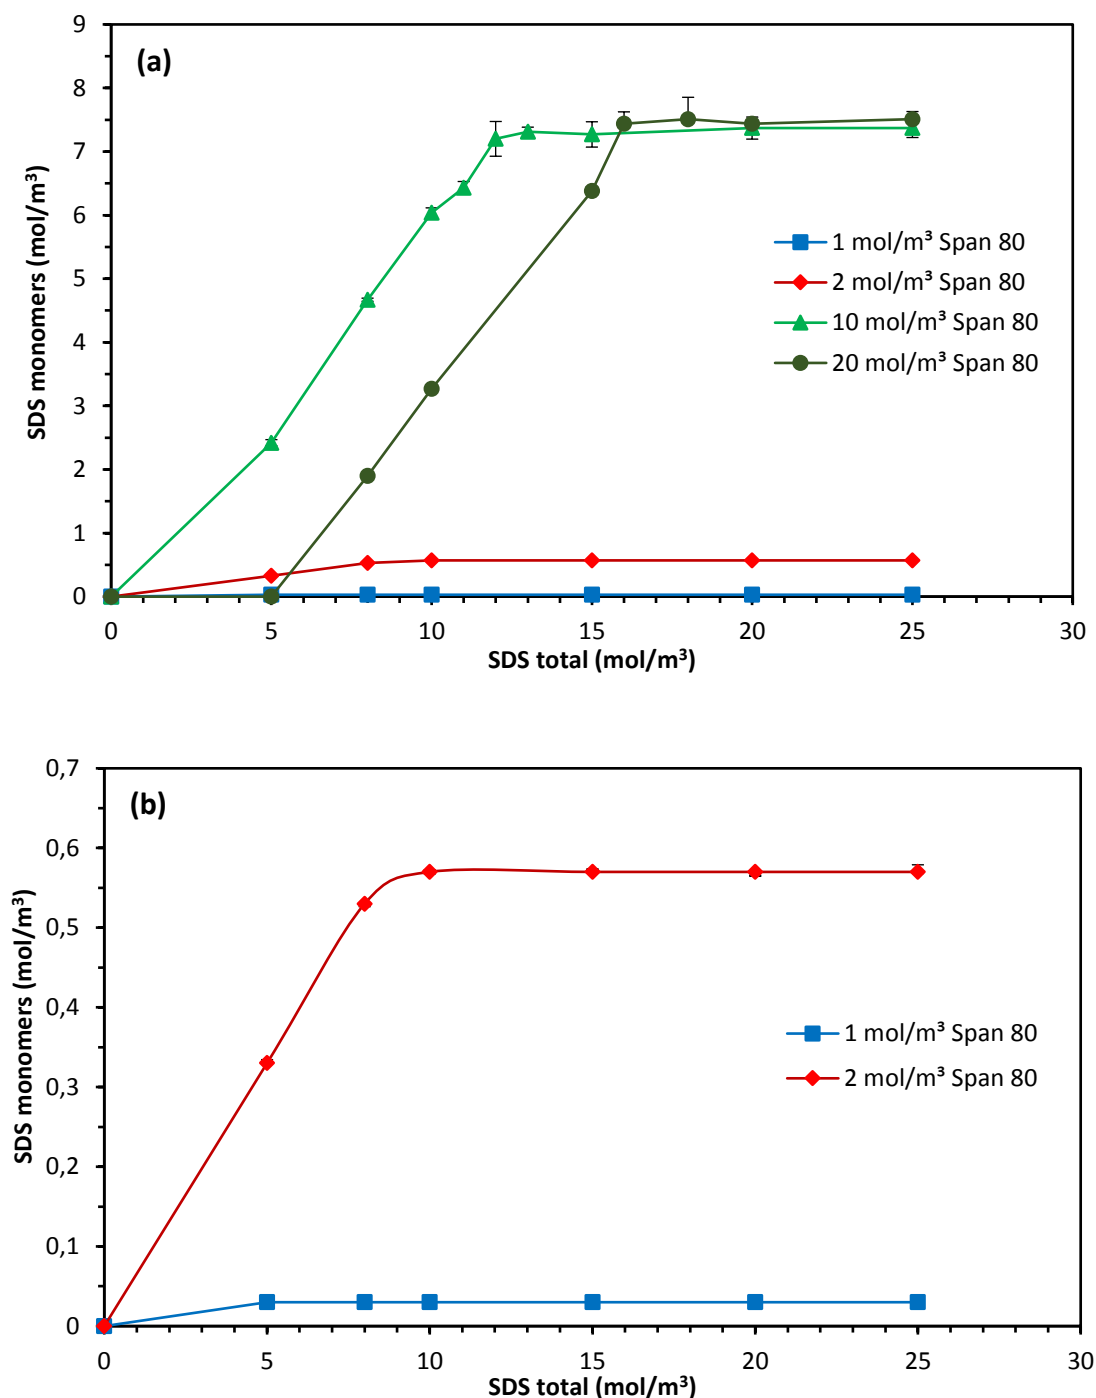 (a)
SDS monomers (mol/m³)
9
8
7
6
5
4
3
2
1
0
1 mol/m³ Span 80
2 mol/m³ Span 80
10 mol/m³ Span 80
20 mol/m³ Span 80
0 5 10 15 20 25 30
SDS total (mol/m³)
(b)
SDS monomers (mol/m³)
0,7
0,6
0,5
0,4
0,3
0,2
0,1
0
1 mol/m³ Span 80
2 mol/m³ Span 80
0 5 10 15 20 25 30
SDS total (mol/m³)